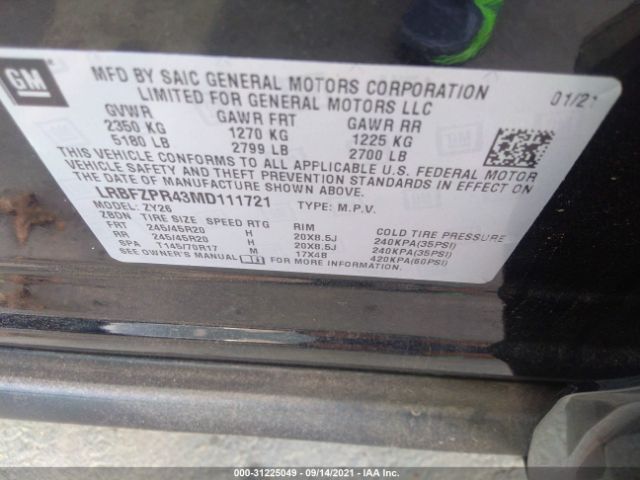 GM
MFD BY SAIC GENERAL MOTORS CORPORATION 01/21
LIMITED FOR GENERAL MOTORS LLC
GVWR GAWR FRT GAWR RR
2350 KG 1270 KG 1225 KG
5180 LB 2799 LB 2700 LB
THIS VEHICLE CONFORMS TO ALL APPLICABLE U.S. FEDERAL MOTOR
VEHICLE SAFETY AND THEFT PREVENTION STANDARDS IN EFFECT ON
THE DATE OF MANUFACTURE SHOWN ABOVE.
LRBFZPR43MD111721 TYPE: M.P.V.
MODEL: ZY26
ZBDN TIRE SIZE SPEED RTG RIM COLD TIRE PRESSURE
FRT 245/45R20 H 20X8.5J 240KPA(35PSI)
RR 245/45R20 H 20X8.5J 240KPA(35PSI)
SPA T145/70R17 M 17X4B 420KPA(60PSI)
SEE OWNER'S MANUAL FOR MORE INFORMATION.
000-31225049 - 09/14/2021 - IAA Inc.